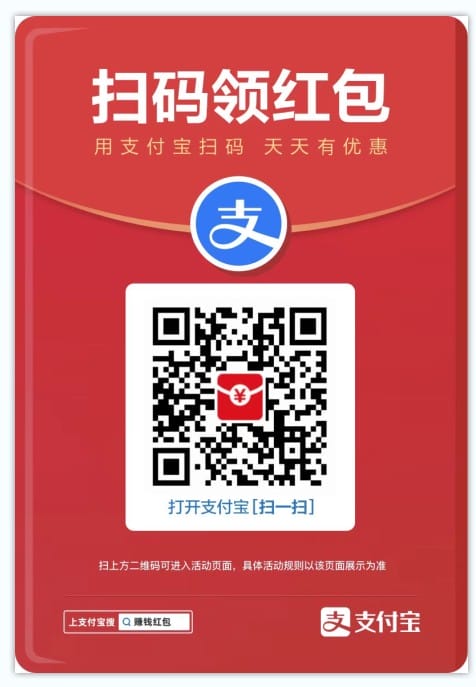 扫码领红包
用支付宝扫码 天天有优惠
支
¥
打开支付宝[扫一扫]
扫上方二维码可进入活动页面，具体活动规则以该页面展示为准
上支付宝搜 赚钱红包
支 支付宝